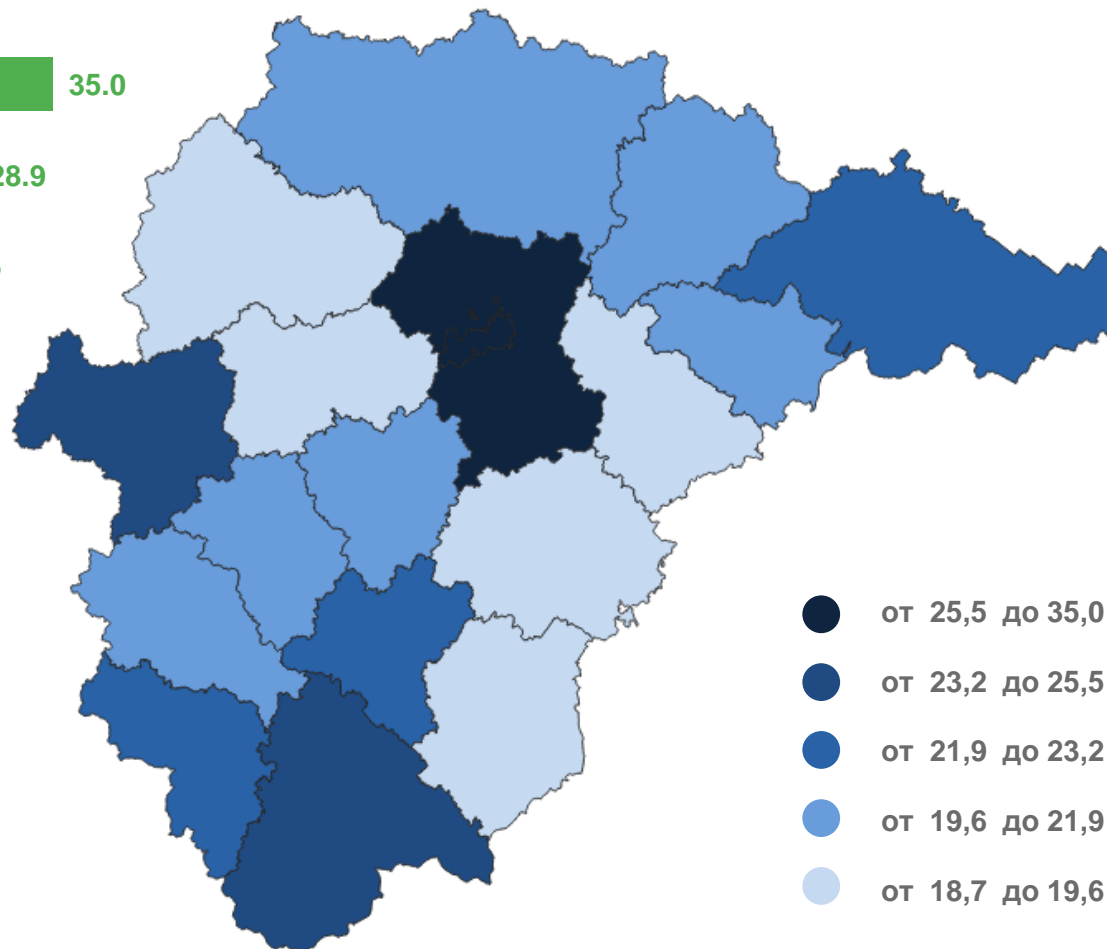 35.0
28.9
от 25,5 до 35,0
от 23,2 до 25,5
от 21,9 до 23,2
от 19,6 до 21,9
от 18,7 до 19,6